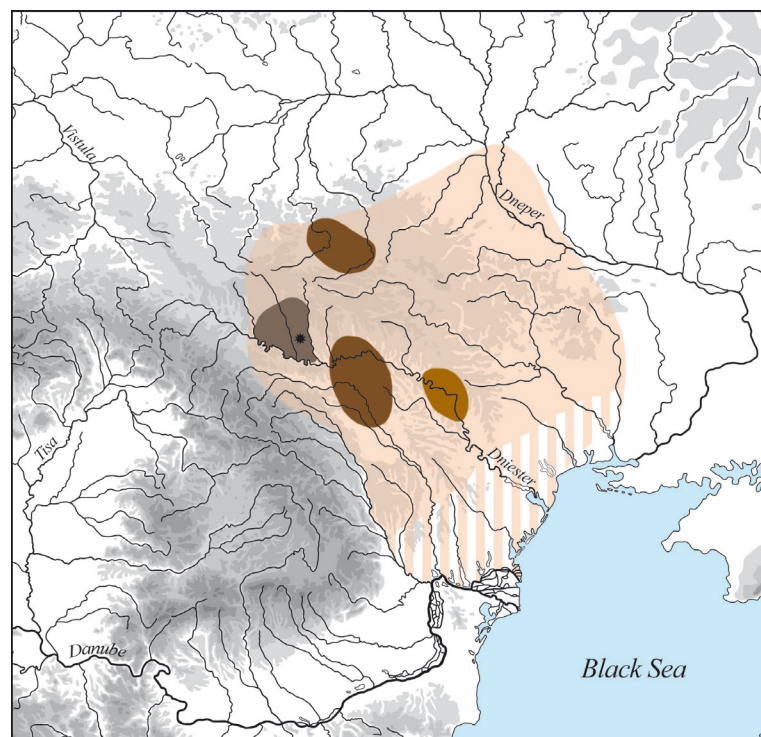 Vistula
Dneper
Tisa
Dniester
Danube
Black Sea